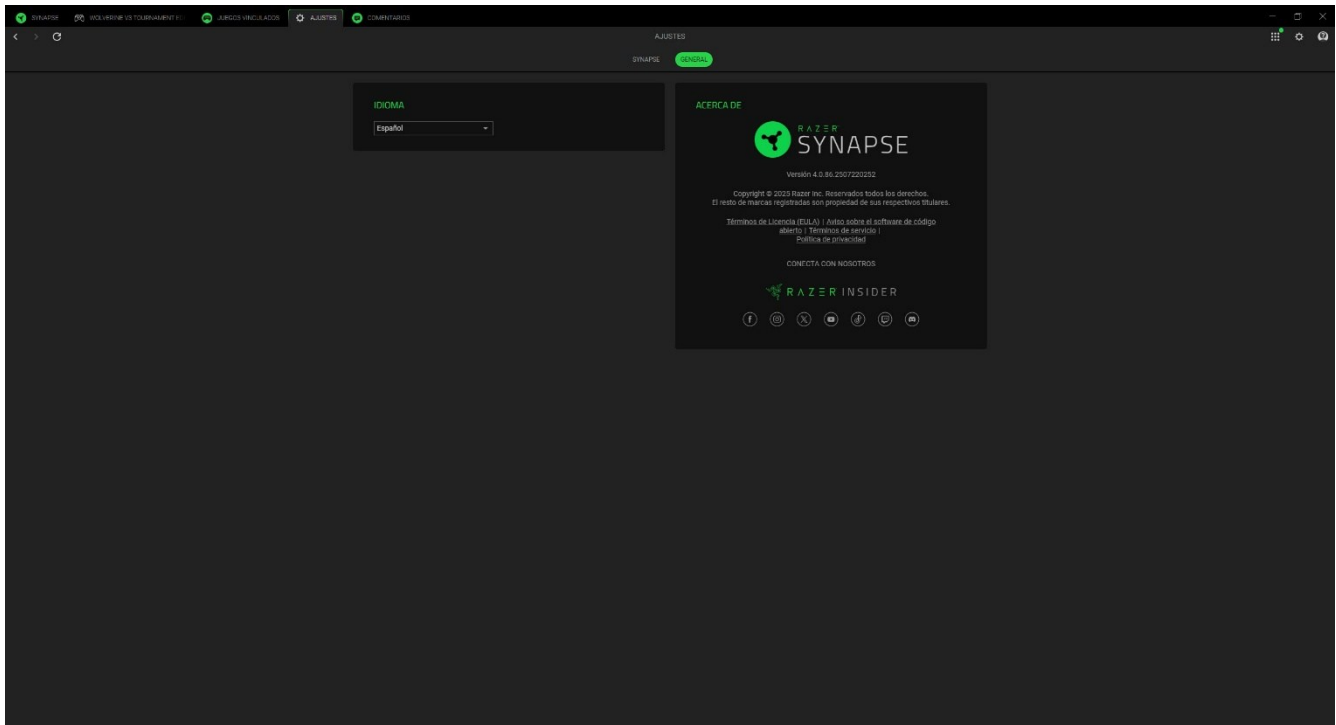 SYNAPSE
WOLVERINE V3 TOURNAMENT
JUEGOS VINCULADOS
AJUSTES
COMENTARIOS
AJUSTES
SYNAPSE
GENERAL
IDIOMA
Español
ACERCA DE
RAZER
SYNAPSE
Versión 4.0.86.2507220252
Copyright © 2025 Razer Inc. Reservados todos los derechos.
El resto de marcas registradas son propiedad de sus respectivos titulares.
Términos de Licencia (EULA) | Aviso sobre el software de código
abierto | Términos de servicio |
Política de privacidad
CONECTA CON NOSOTROS
RAZER INSIDER